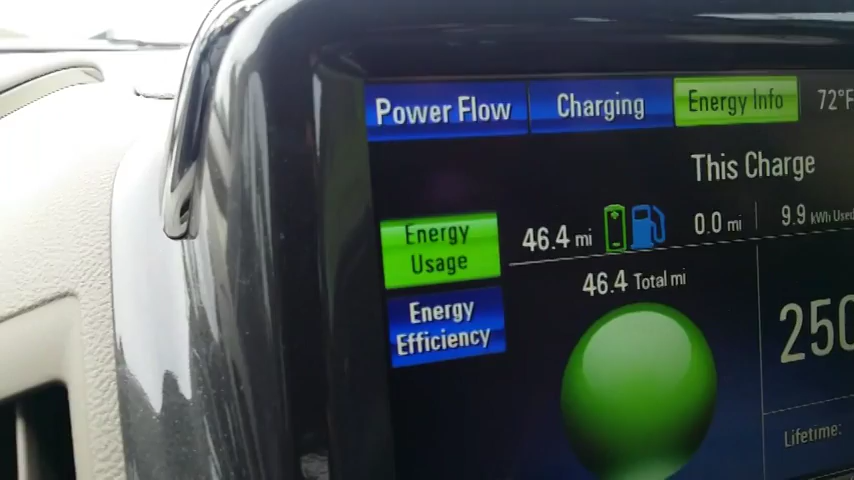 Power Flow
Charging
Energy Info
72°F
This Charge
Energy
Usage
46.4 mi
0.0 mi
9.9 kWh Used
46.4 Total mi
Energy
Efficiency
250
Lifetime: